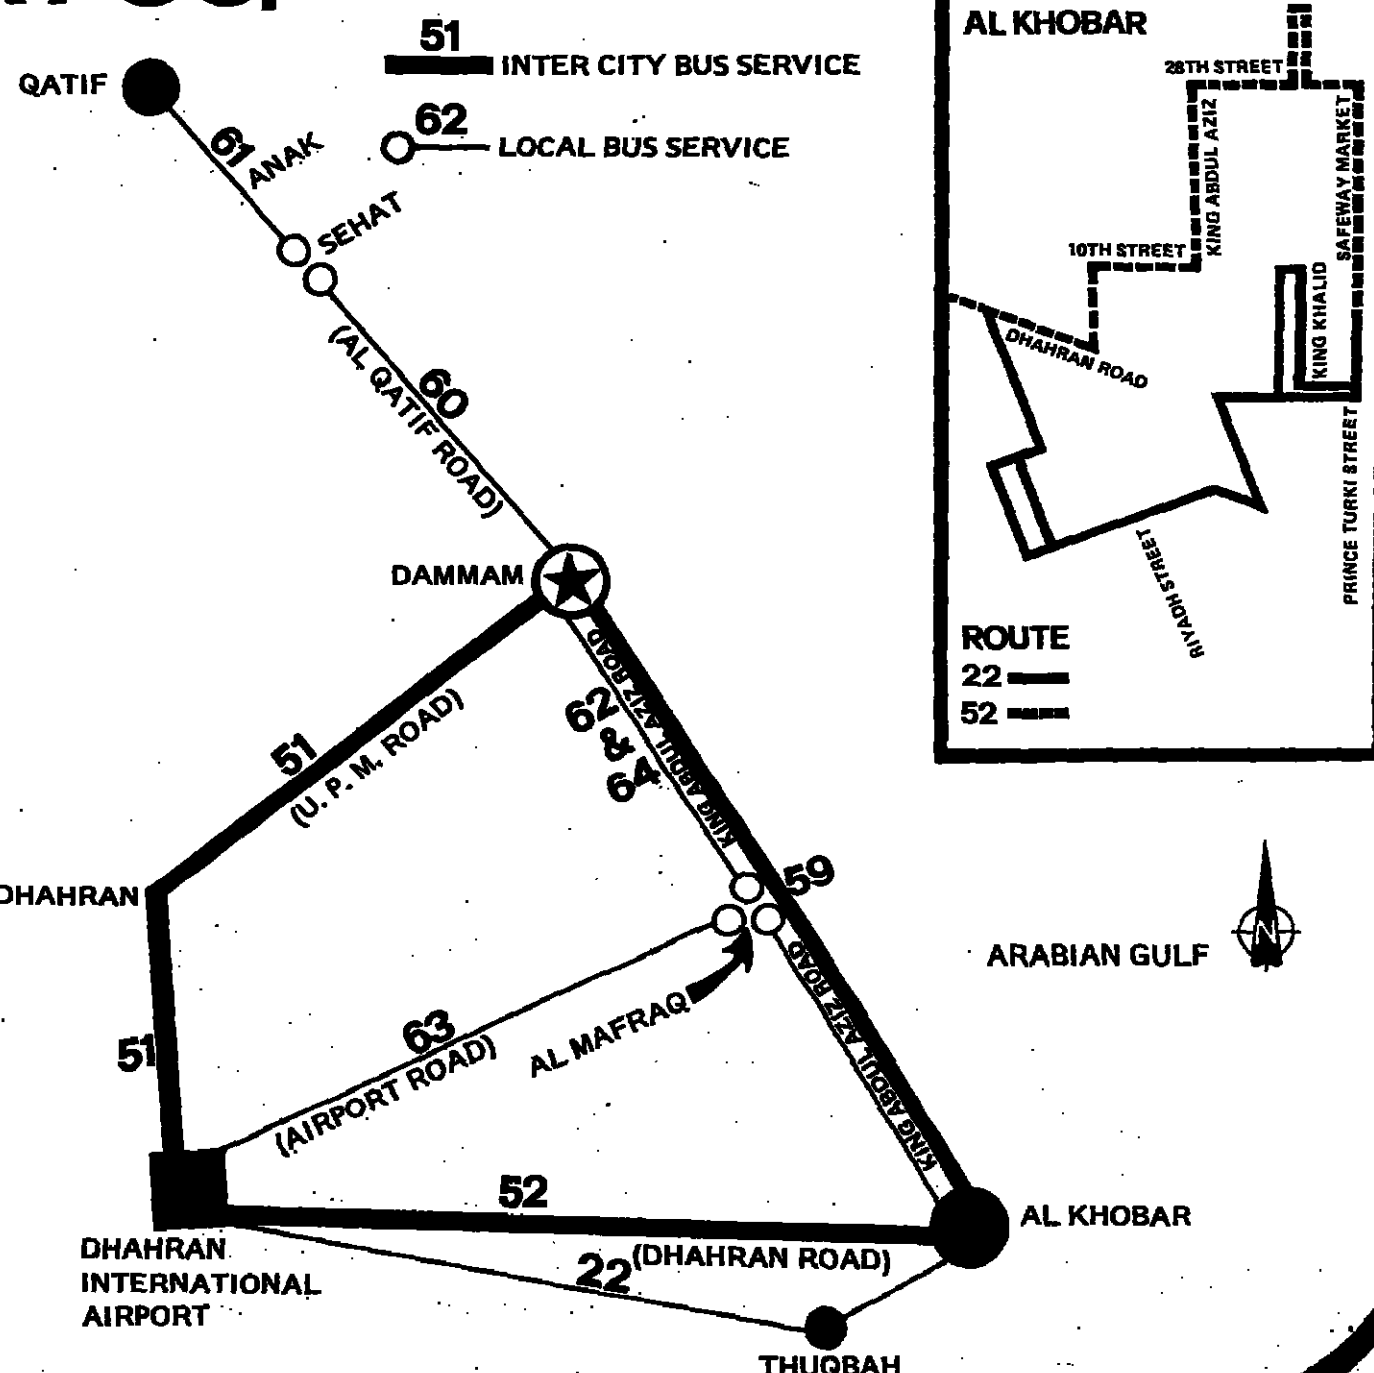 51
INTER CITY BUS SERVICE
62
LOCAL BUS SERVICE
QATIF
61
ANAK
SEHAT
60
(AL QATIF ROAD)
DAMMAM
51
(U. P. M. ROAD)
62
&
64
KING ABDUL AZIZ ROAD
59
DHAHRAN
51
63
(AIRPORT ROAD)
AL MAFRAQ
KING ABDUL AZIZ ROAD
52
(DHAHRAN ROAD)
22
AL KHOBAR
DHAHRAN
INTERNATIONAL
AIRPORT
THUQBAH
ARABIAN GULF
N
AL KHOBAR
28TH STREET
KING ABDUL AZIZ
SAFEWAY MARKET
10TH STREET
KING KHALID
DHAHRAN ROAD
PRINCE TURKI STREET
RIYADH STREET
ROUTE
22
52